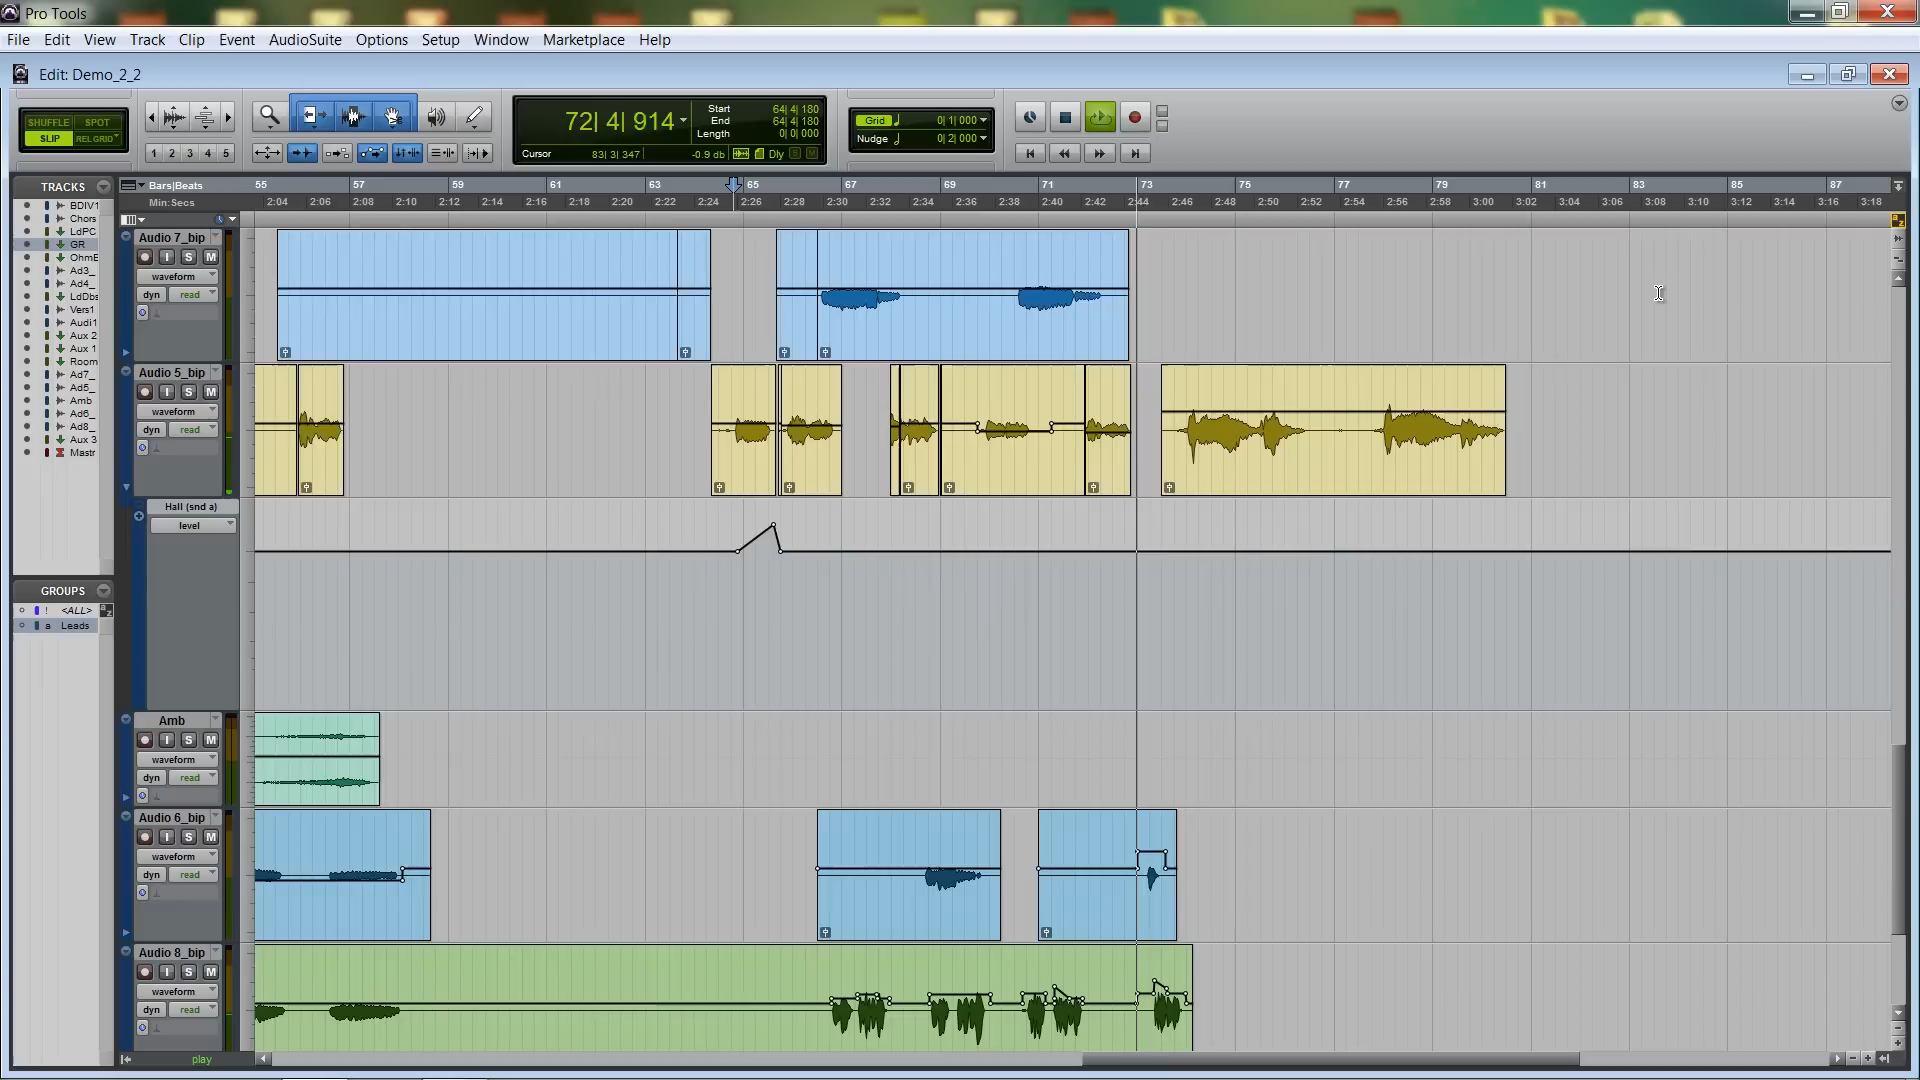 Pro Tools
File Edit View Track Clip Event AudioSuite Options Setup Window Marketplace Help
Edit: Demo_2_2
SHUFFLE SPOT
SLIP REL GRID
1 2 3 4 5
72| 4| 914
Start 64| 4| 180
End 64| 4| 180
Length 0| 0| 000
Cursor 83| 3| 347 -0.9 db Dly S M
Grid 0| 1| 000
Nudge 0| 2| 000
TRACKS
Bars|Beats 55 57 59 61 63 65 67 69 71 73 75 77 79 81 83 85 87
Min:Secs 2:04 2:06 2:08 2:10 2:12 2:14 2:16 2:18 2:20 2:22 2:24 2:26 2:28 2:30 2:32 2:34 2:36 2:38 2:40 2:42 2:44 2:46 2:48 2:50 2:52 2:54 2:56 2:58 3:00 3:02 3:04 3:06 3:08 3:10 3:12 3:14 3:16 3:18
BDIV1
Chors
LdPC
GR
OhmE
Ad3_
Ad4_
LdDbs
Vers1
Audi1
Aux 2
Aux 1
Room
Ad7_
Ad5_
Amb
Ad6_
Ad8_
Aux 3
Mastr
GROUPS
! <ALL>
a Leads
a z
Audio 7_bip
I S M
waveform
dyn read
Audio 5_bip
I S M
waveform
dyn read
Hall (snd a)
level
Amb
I S M
waveform
dyn read
Audio 6_bip
I S M
waveform
dyn read
Audio 8_bip
I S M
waveform
dyn read
play